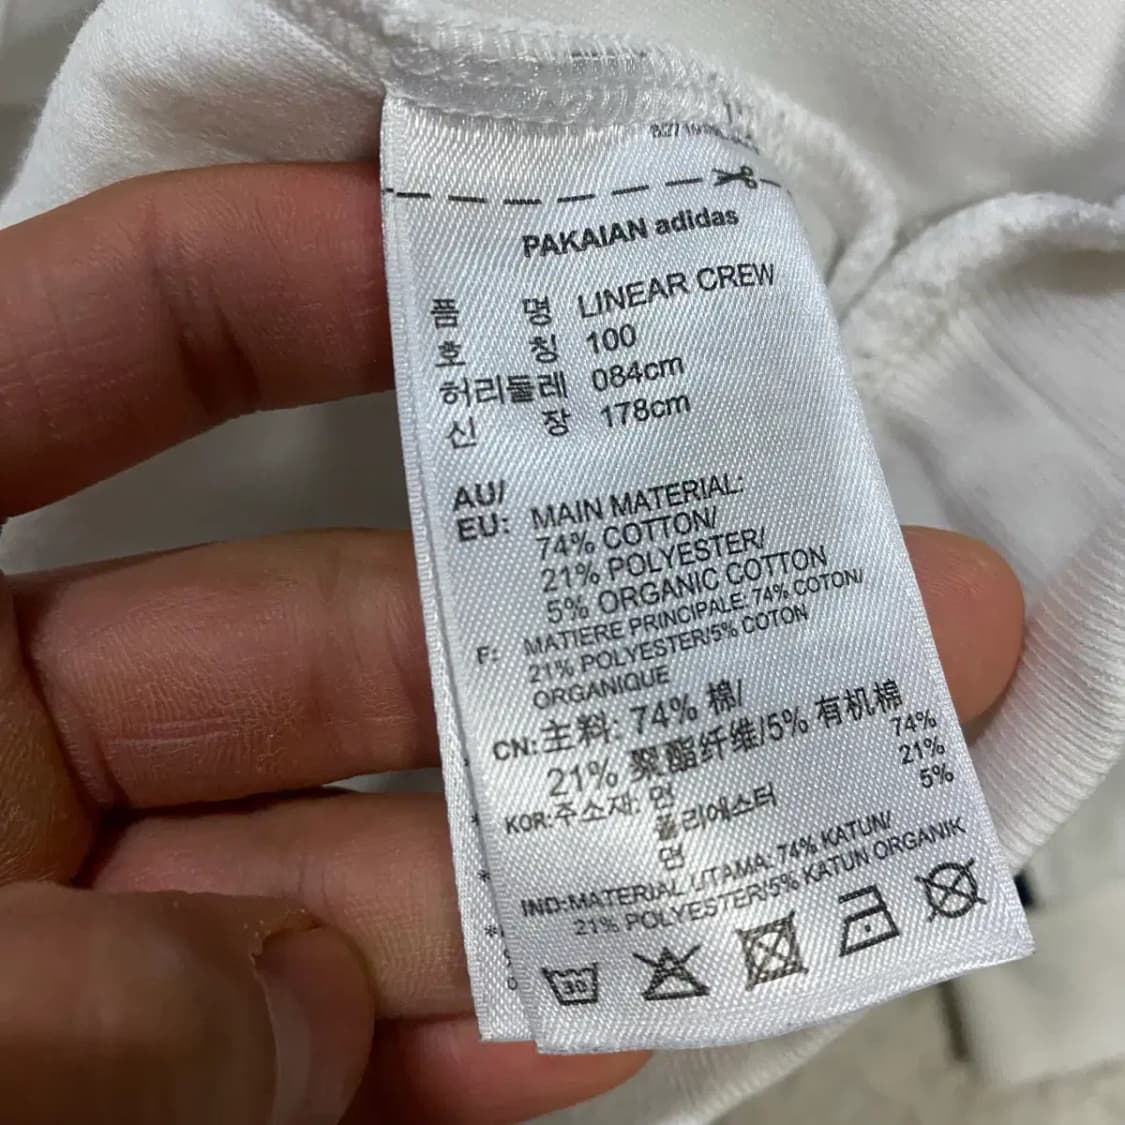 PAKAIAN adidas
품 명 LINEAR CREW
호 칭 100
허리둘레 084cm
신 장 178cm
AU/
EU: MAIN MATERIAL:
74% COTTON/
21% POLYESTER/
5% ORGANIC COTTON
F: MATIERE PRINCIPALE: 74% COTON/
21% POLYESTER/5% COTON
ORGANIQUE
CN: 主料: 74% 棉/
21% 聚酯纤维/5% 有机棉
KOR: 주소재: 면 74%
폴리에스터 21%
면 5%
IND:MATERIAL UTAMA: 74% KATUN/
21% POLYESTER/5% KATUN ORGANIK
30